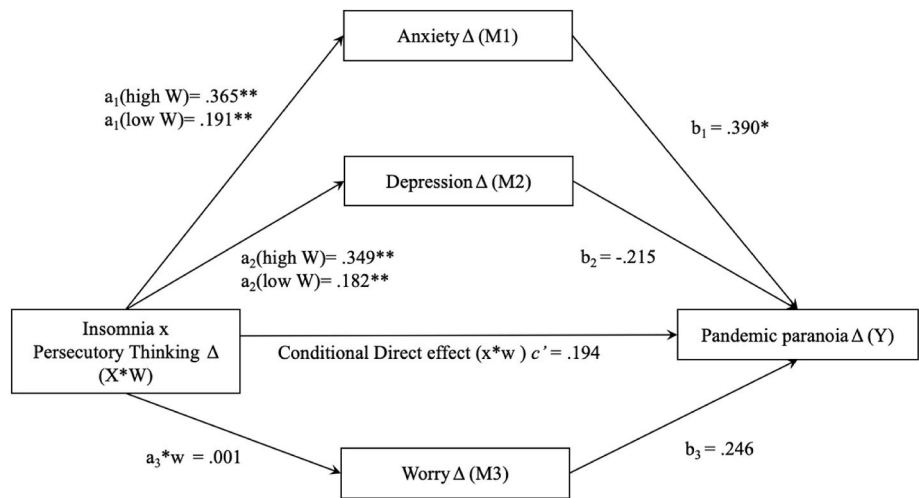 Anxiety Δ (M1)
a₁(high W)= .365**
a₁(low W)= .191**
b₁ = .390*
Depression Δ (M2)
a₂(high W)= .349**
a₂(low W)= .182**
b₂ = -.215
Insomnia x
Persecutory Thinking Δ
(X*W)
Conditional Direct effect (x*w ) c’ = .194
Pandemic paranoia Δ (Y)
a₃*w = .001
Worry Δ (M3)
b₃ = .246